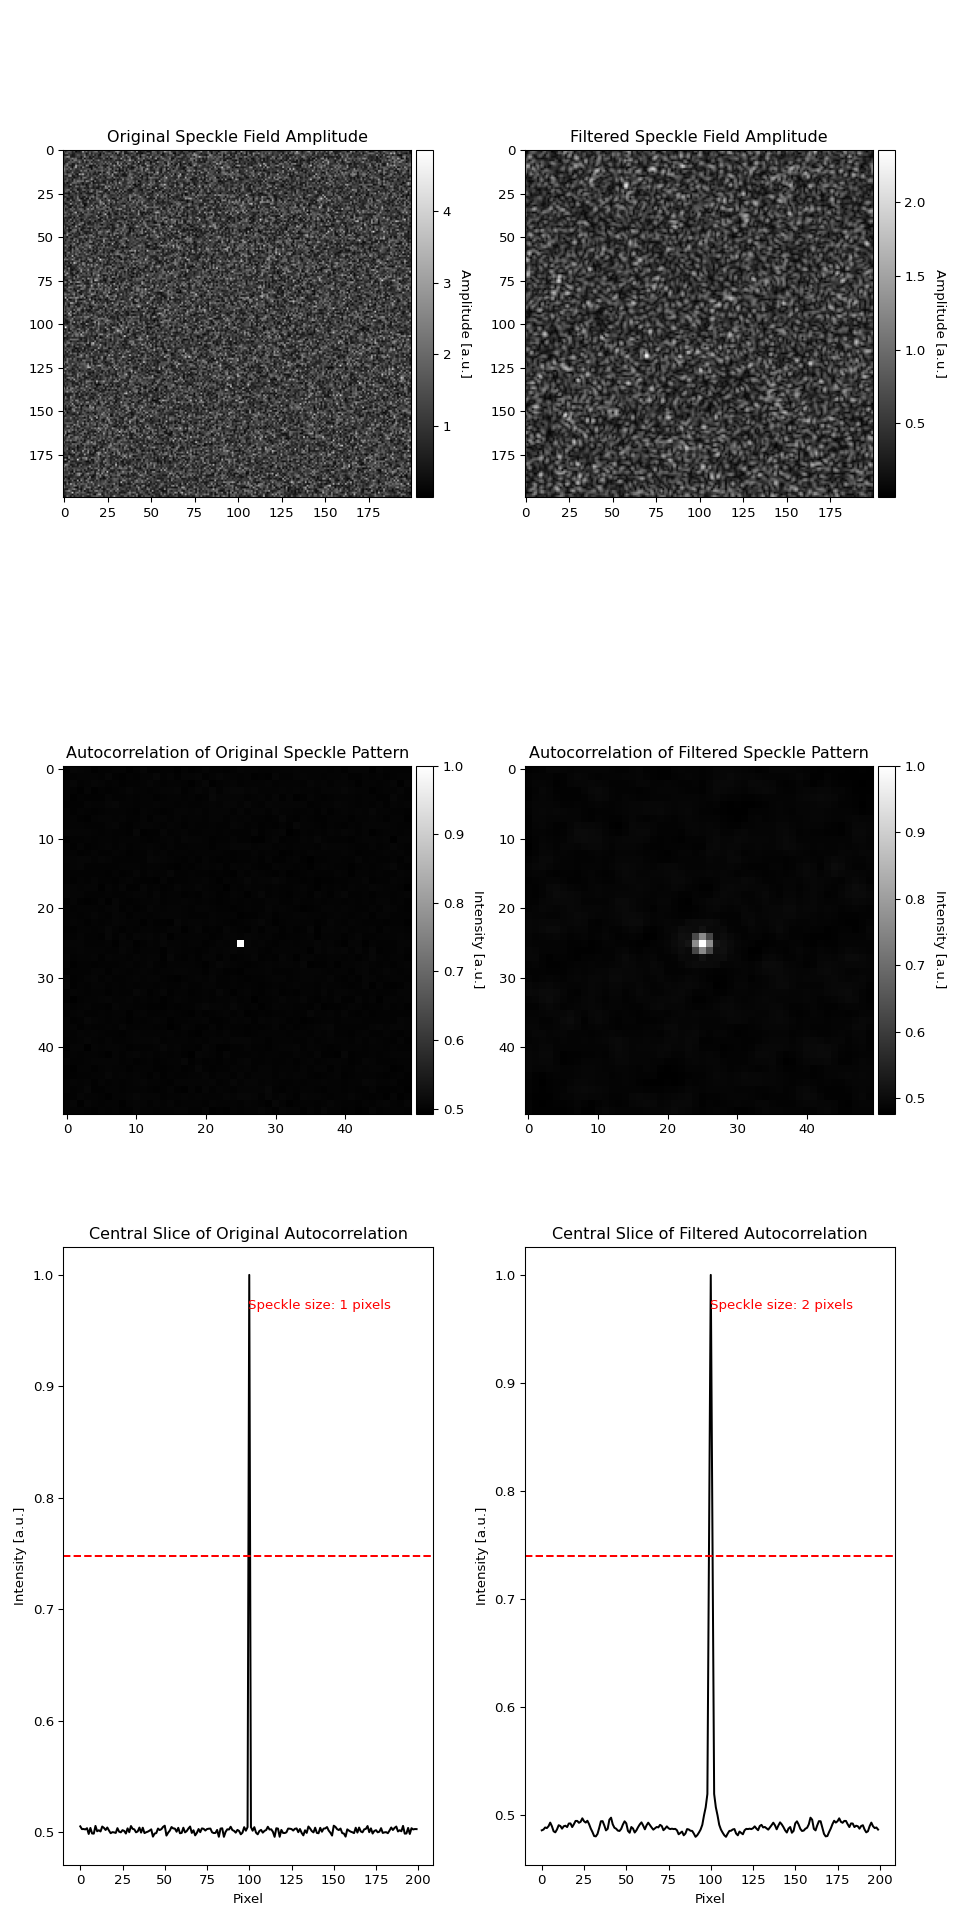 Original Speckle Field Amplitude
0
25
50
75
100
125
150
175
0 25 50 75 100 125 150 175
4
3
2
1
Amplitude [a.u.]
Filtered Speckle Field Amplitude
0
25
50
75
100
125
150
175
0 25 50 75 100 125 150 175
2.0
1.5
1.0
0.5
Amplitude [a.u.]
Autocorrelation of Original Speckle Pattern
0
10
20
30
40
0 10 20 30 40
1.0
0.9
0.8
0.7
0.6
0.5
Intensity [a.u.]
Autocorrelation of Filtered Speckle Pattern
0
10
20
30
40
0 10 20 30 40
1.0
0.9
0.8
0.7
0.6
0.5
Intensity [a.u.]
Central Slice of Original Autocorrelation
Intensity [a.u.]
1.0
0.9
0.8
0.7
0.6
0.5
Speckle size: 1 pixels
0 25 50 75 100 125 150 175 200
Pixel
Central Slice of Filtered Autocorrelation
Intensity [a.u.]
1.0
0.9
0.8
0.7
0.6
0.5
Speckle size: 2 pixels
0 25 50 75 100 125 150 175 200
Pixel